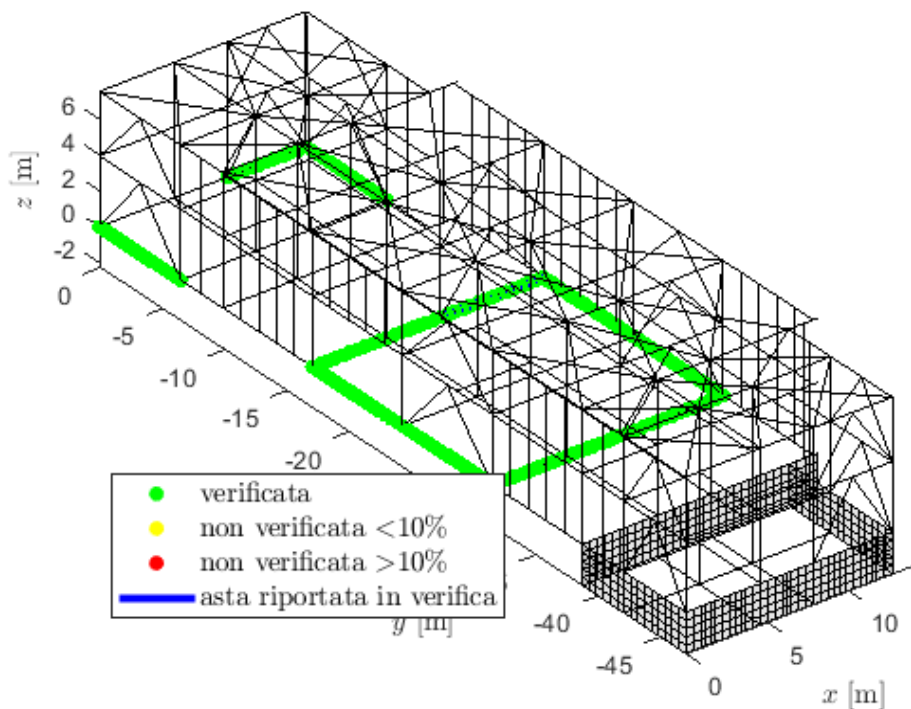 6
4
2
0
-2
z [m]
0
-5
-10
-15
-20
verificata
non verificata <10%
non verificata >10%
asta riportata in verifica
y [m]
-40
-45
0
5
10
x [m]